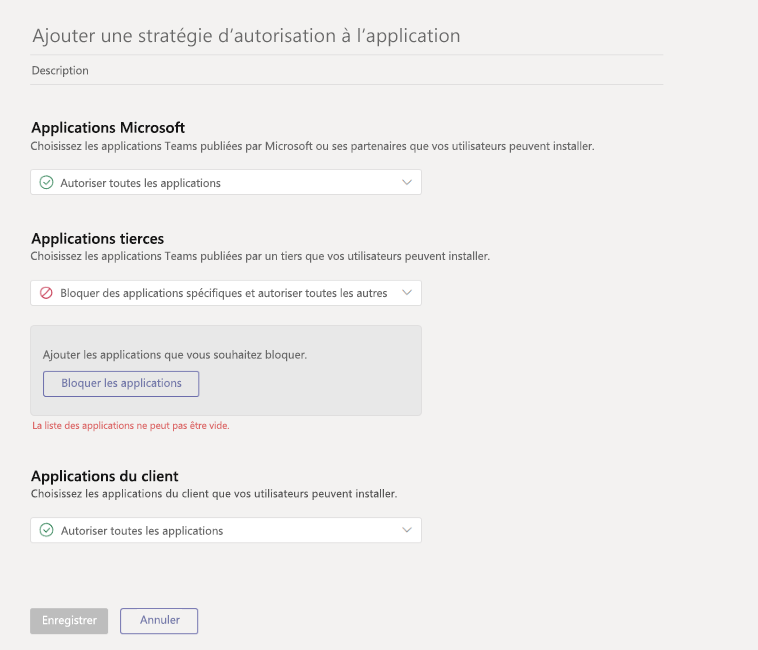 Ajouter une stratégie d’autorisation à l’application
Description
Applications Microsoft
Choisissez les applications Teams publiées par Microsoft ou ses partenaires que vos utilisateurs peuvent installer.
Autoriser toutes les applications
Applications tierces
Choisissez les applications Teams publiées par un tiers que vos utilisateurs peuvent installer.
Bloquer des applications spécifiques et autoriser toutes les autres
Ajouter les applications que vous souhaitez bloquer.
Bloquer les applications
La liste des applications ne peut pas être vide.
Applications du client
Choisissez les applications du client que vos utilisateurs peuvent installer.
Autoriser toutes les applications
Enregistrer
Annuler